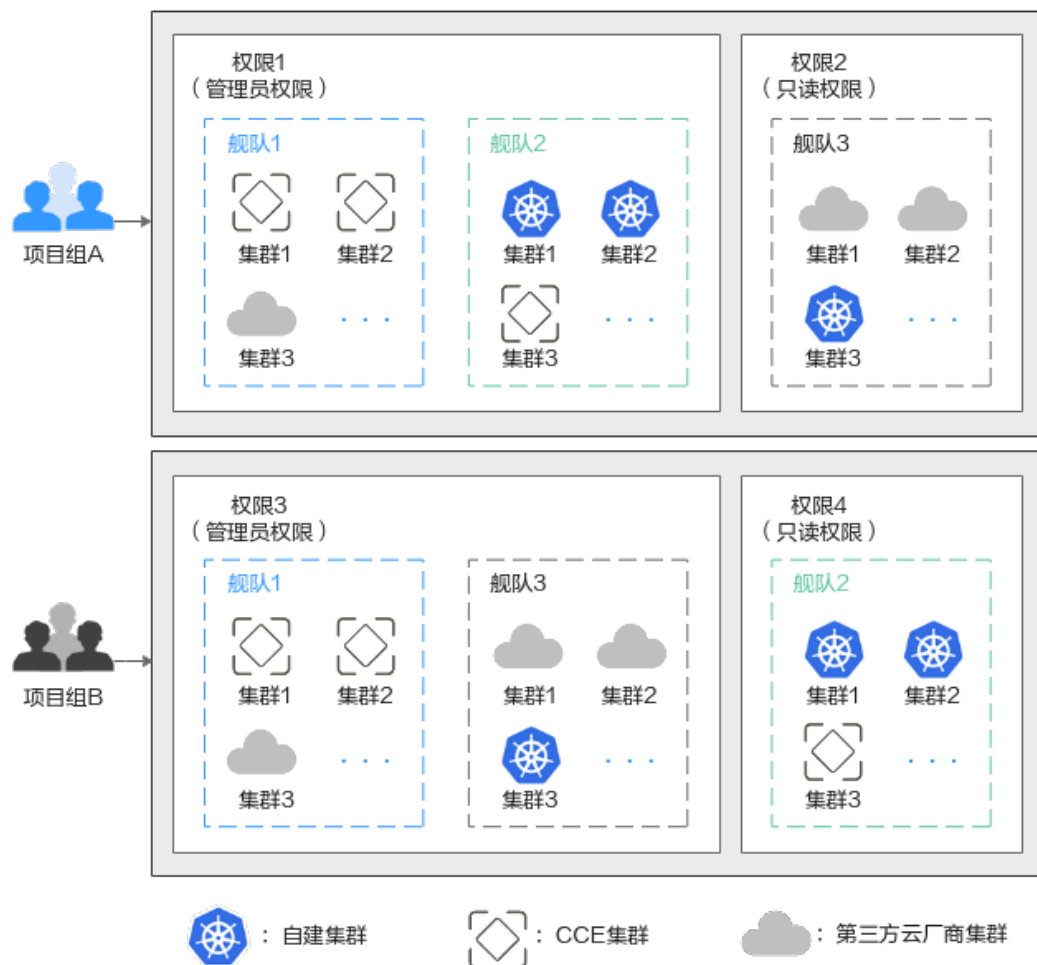 权限1
（管理员权限）
权限2
（只读权限）
舰队1
舰队2
舰队3
集群1 集群2
集群1 集群2
集群1 集群2
集群3 ···
集群3 ···
集群3 ···
项目组A
权限3
（管理员权限）
权限4
（只读权限）
舰队1
舰队3
舰队2
集群1 集群2
集群1 集群2
集群1 集群2
集群3 ···
集群3 ···
集群3 ···
项目组B
：自建集群
：CCE集群
：第三方云厂商集群